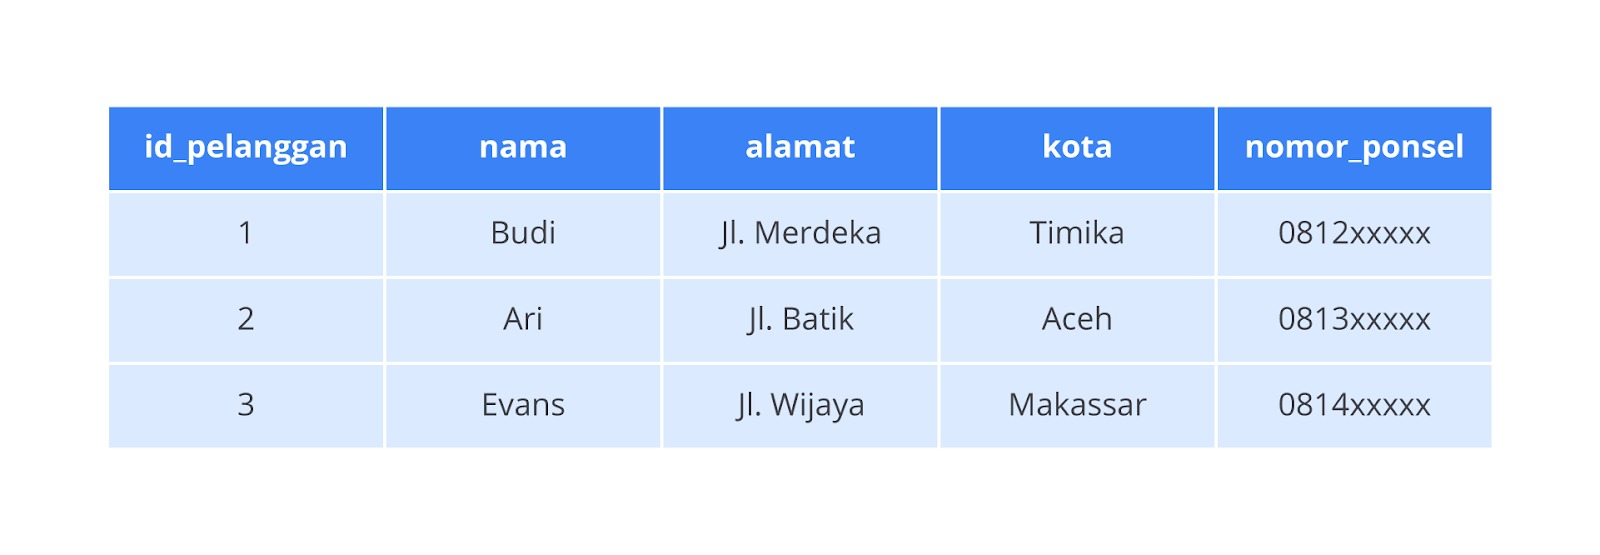 id_pelanggan nama alamat kota nomor_ponsel
1 Budi Jl. Merdeka Timika 0812xxxxx
2 Ari Jl. Batik Aceh 0813xxxxx
3 Evans Jl. Wijaya Makassar 0814xxxxx